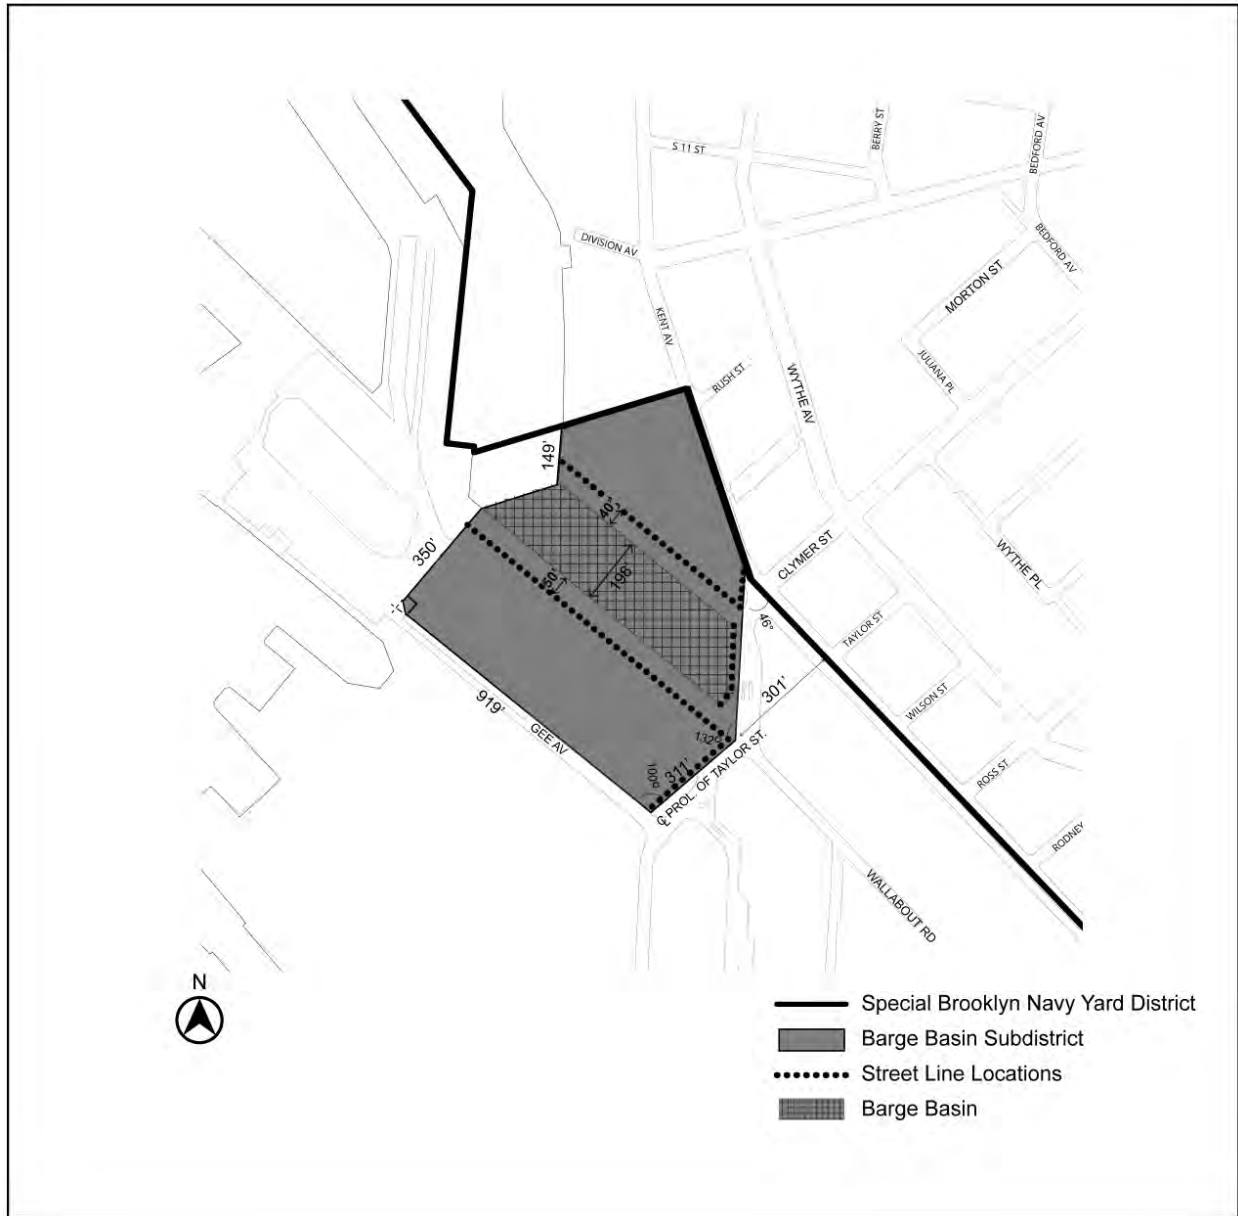 BERRY ST
BEDFORD AV
S 11 ST
DIVISION AV
BEDFORD AV
MORTON ST
KENT AV
JULIANA PL
RUSH ST
WYTHE AV
149'
40'
350'
50'
198'
CLYMER ST
WYTHE PL
46°
TAYLOR ST
301'
919'
GEE AV
WILSON ST
132°
311'
100°
℄ PROL. OF TAYLOR ST.
ROSS ST
RODNEY
WALLABOUT RD
N
Special Brooklyn Navy Yard District
Barge Basin Subdistrict
Street Line Locations
Barge Basin